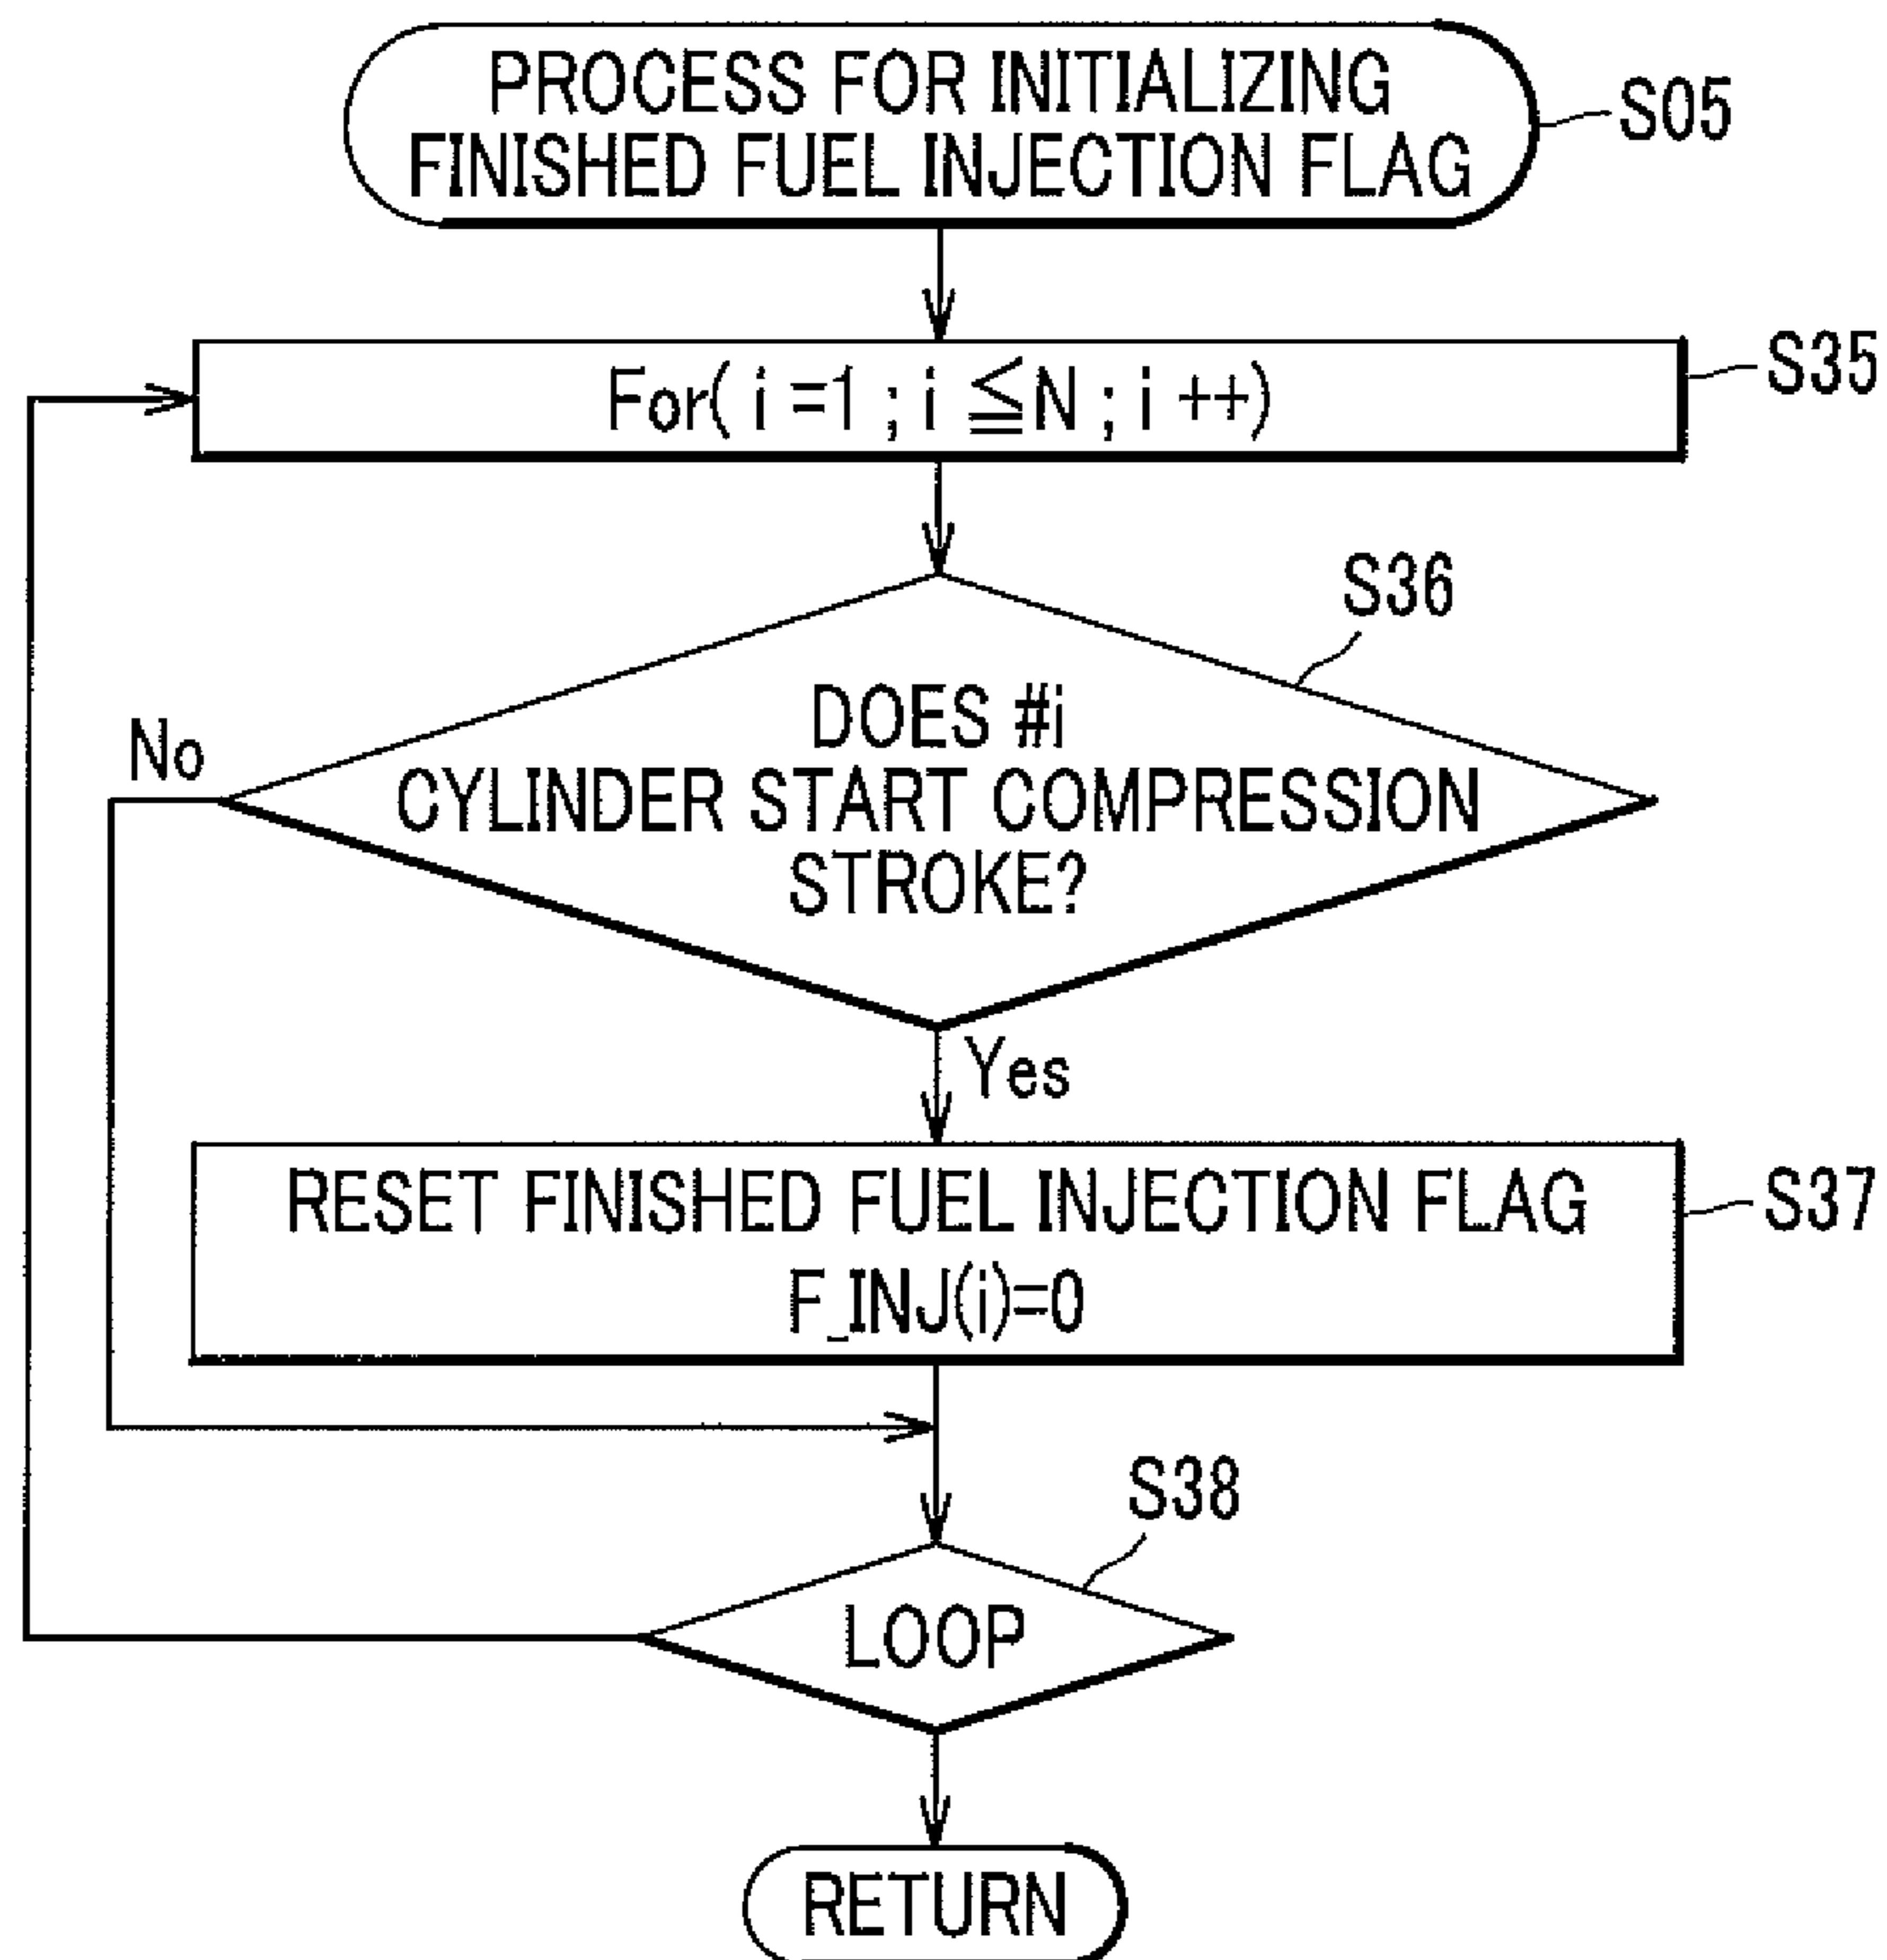 PROCESS FOR INITIALIZING
FINISHED FUEL INJECTION FLAG
S05
For( i =1 ; i ≦N ; i ++)
S35
S36
DOES #i
CYLINDER START COMPRESSION
STROKE?
No
Yes
RESET FINISHED FUEL INJECTION FLAG
F_INJ(i)=0
S37
S38
LOOP
RETURN